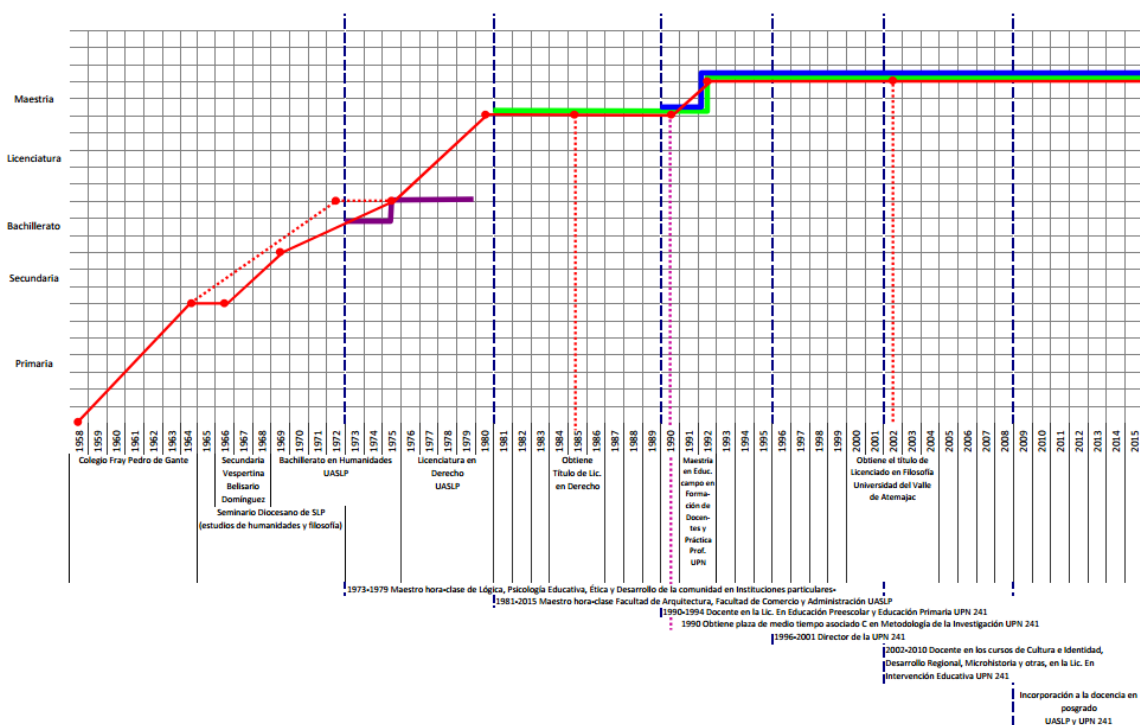 Maestria
Licenciatura
Bachillerato
Secundaria
Primaria
1958 1959 1960 1961 1962 1963 1964 1965 1966 1967 1968 1969 1970 1971 1972 1973 1974 1975 1976 1977 1978 1979 1980 1981 1982 1983 1984 1985 1986 1987 1988 1989 1990 1991 1992 1993 1994 1995 1996 1997 1998 1999 2000 2001 2002 2003 2004 2005 2006 2007 2008 2009 2010 2011 2012 2013 2014 2015
Colegio Fray Pedro de Gante
Secundaria
Vespertina
Belisario
Domínguez
Seminario Diocesano de SLP
(estudios de humanidades y filosofía)
Bachillerato en Humanidades
UASLP
Licenciatura en
Derecho
UASLP
Obtiene
Título de Lic.
en Derecho
Maestria
en Educ.
campo en
Forma-
ción de
Docen-
tes y
Práctica
Prof.
UPN
Obtiene el título de
Licenciado en Filosofía
Universidad del Valle
de Atemajac
1973-1979 Maestro hora-clase de Lógica, Psicología Educativa, Ética y Desarrollo de la comunidad en Instituciones particulares-
1981-2015 Maestro hora-clase Facultad de Arquitectura, Facultad de Comercio y Administración UASLP
1990-1994 Docente en la Lic. En Educación Preescolar y Educación Primaria UPN 241
1990 Obtiene plaza de medio tiempo asociado C en Metodología de la Investigación UPN 241
1996-2001 Director de la UPN 241
2002-2010 Docente en los cursos de Cultura e Identidad,
Desarrollo Regional, Microhistoria y otras, en la Lic. En
Intervención Educativa UPN 241
Incorporación a la docencia en
posgrado
UASLP y UPN 241